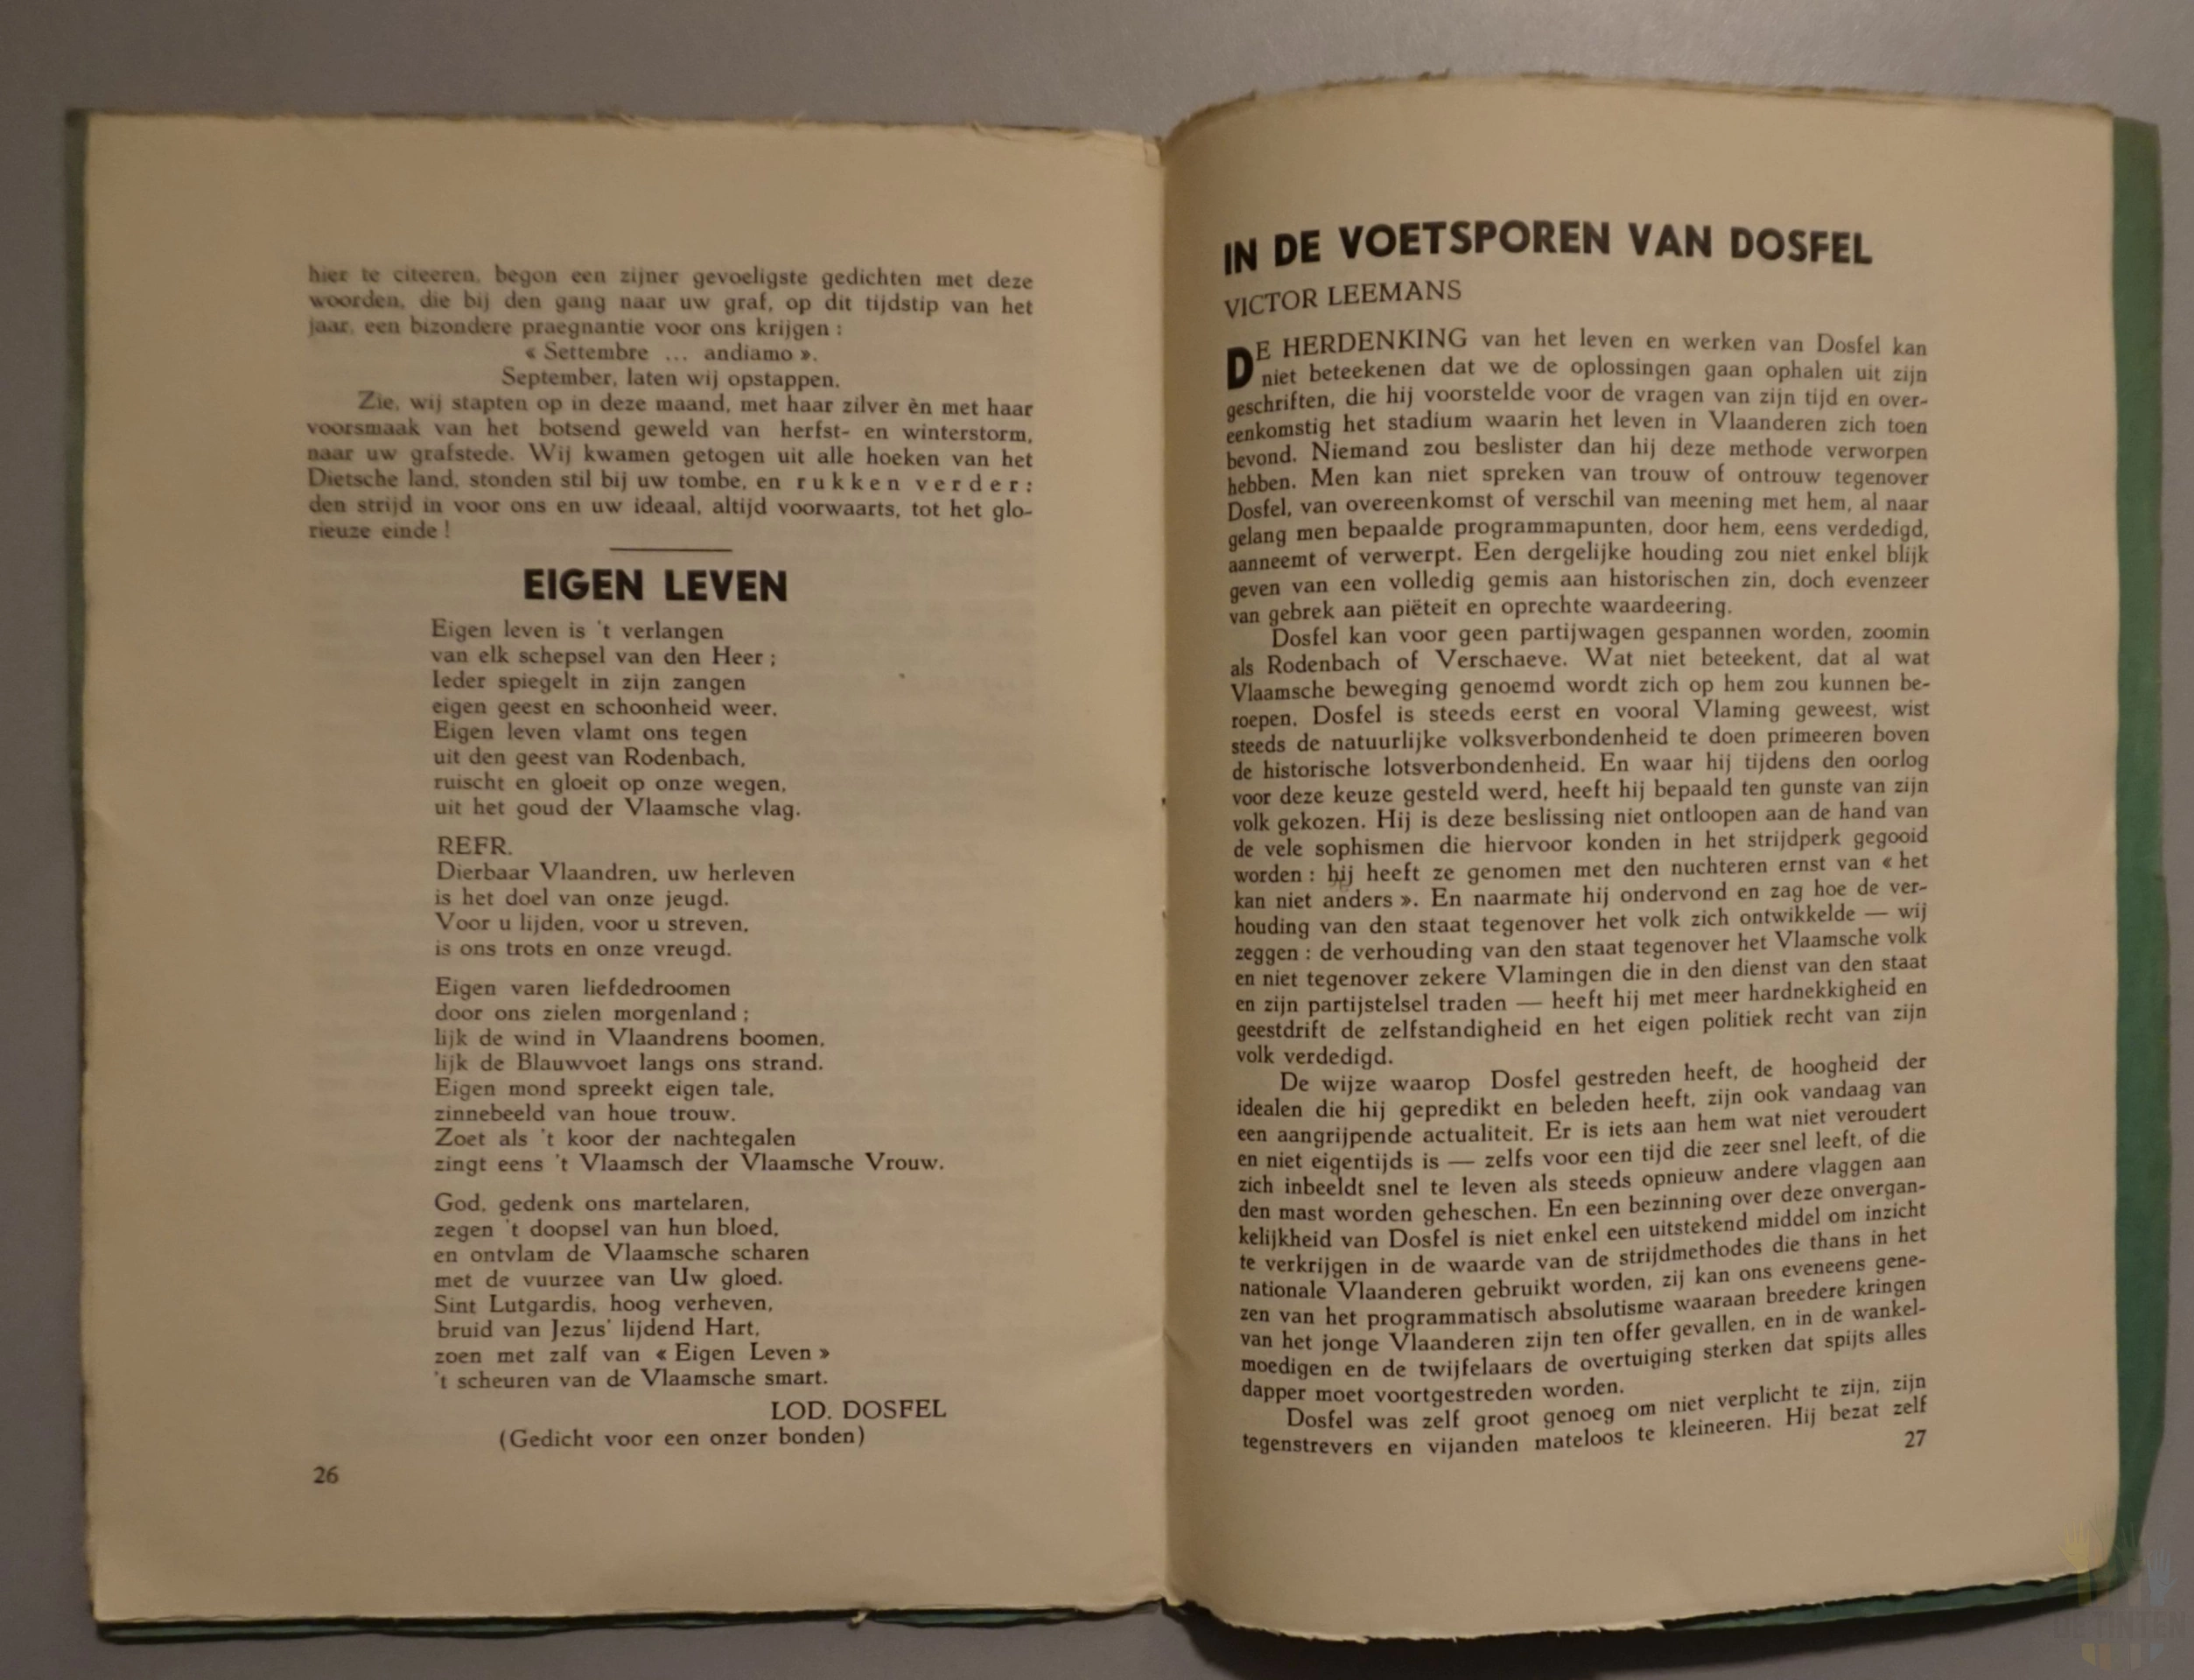 hier te citeeren, begon een zijner gevoeligste gedichten met deze
woorden, die bij den gang naar uw graf, op dit tijdstip van het
jaar, een bizondere praegnantie voor ons krijgen :
« Settembre ... andiamo ».
September, laten wij opstappen.
Zie, wij stapten op in deze maand, met haar zilver èn met haar
voorsmaak van het botsend geweld van herfst- en winterstorm,
naar uw grafstede. Wij kwamen getogen uit alle hoeken van het
Dietsche land, stonden stil bij uw tombe, en rukken verder :
den strijd in voor ons en uw ideaal, altijd voorwaarts, tot het glo-
rieuze einde !
EIGEN LEVEN
Eigen leven is 't verlangen
van elk schepsel van den Heer ;
Ieder spiegelt in zijn zangen
eigen geest en schoonheid weer.
Eigen leven vlamt ons tegen
uit den geest van Rodenbach,
ruischt en gloeit op onze wegen,
uit het goud der Vlaamsche vlag.
REFR.
Dierbaar Vlaandren, uw herleven
is het doel van onze jeugd.
Voor u lijden, voor u streven,
is ons trots en onze vreugd.
Eigen varen liefdedroomen
door ons zielen morgenland ;
lijk de wind in Vlaandrens boomen,
lijk de Blauwvoet langs ons strand.
Eigen mond spreekt eigen tale,
zinnebeeld van houe trouw.
Zoet als 't koor der nachtegalen
zingt eens 't Vlaamsch der Vlaamsche Vrouw.
God, gedenk ons martelaren,
zegen 't doopsel van hun bloed,
en ontvlam de Vlaamsche scharen
met de vuurzee van Uw gloed.
Sint Lutgardis, hoog verheven,
bruid van Jezus' lijdend Hart,
zoen met zalf van « Eigen Leven »
't scheuren van de Vlaamsche smart.
LOD. DOSFEL
(Gedicht voor een onzer bonden)
26
IN DE VOETSPOREN VAN DOSFEL
VICTOR LEEMANS
DE HERDENKING van het leven en werken van Dosfel kan
niet beteekenen dat we de oplossingen gaan ophalen uit zijn
geschriften, die hij voorstelde voor de vragen van zijn tijd en over-
eenkomstig het stadium waarin het leven in Vlaanderen zich toen
bevond. Niemand zou beslister dan hij deze methode verworpen
hebben. Men kan niet spreken van trouw of ontrouw tegenover
Dosfel, van overeenkomst of verschil van meening met hem, al naar
gelang men bepaalde programmapunten, door hem, eens verdedigd,
aanneemt of verwerpt. Een dergelijke houding zou niet enkel blijk
geven van een volledig gemis aan historischen zin, doch evenzeer
van gebrek aan piëteit en oprechte waardeering.
Dosfel kan voor geen partijwagen gespannen worden, zoomin
als Rodenbach of Verschaeve. Wat niet beteekent, dat al wat
Vlaamsche beweging genoemd wordt zich op hem zou kunnen be-
roepen. Dosfel is steeds eerst en vooral Vlaming geweest, wist
steeds de natuurlijke volksverbondenheid te doen primeeren boven
de historische lotsverbondenheid. En waar hij tijdens den oorlog
voor deze keuze gesteld werd, heeft hij bepaald ten gunste van zijn
volk gekozen. Hij is deze beslissing niet ontloopen aan de hand van
de vele sophismen die hiervoor konden in het strijdperk gegooid
worden : hij heeft ze genomen met den nuchteren ernst van « het
kan niet anders ». En naarmate hij ondervond en zag hoe de ver-
houding van den staat tegenover het volk zich ontwikkelde — wij
zeggen : de verhouding van den staat tegenover het Vlaamsche volk
en niet tegenover zekere Vlamingen die in den dienst van den staat
en zijn partijstelsel traden — heeft hij met meer hardnekkigheid en
geestdrift de zelfstandigheid en het eigen politiek recht van zijn
volk verdedigd.
De wijze waarop Dosfel gestreden heeft, de hoogheid der
idealen die hij gepredikt en beleden heeft, zijn ook vandaag van
een aangrijpende actualiteit. Er is iets aan hem wat niet veroudert
en niet eigentijds is — zelfs voor een tijd die zeer snel leeft, of die
zich inbeeldt snel te leven als steeds opnieuw andere vlaggen aan
den mast worden geheschen. En een bezinning over deze onvergan-
kelijkheid van Dosfel is niet enkel een uitstekend middel om inzicht
te verkrijgen in de waarde van de strijdmethodes die thans in het
nationale Vlaanderen gebruikt worden, zij kan ons eveneens gene-
zen van het programmatisch absolutisme waaraan breedere kringen
van het jonge Vlaanderen zijn ten offer gevallen, en in de wankel-
moedigen en de twijfelaars de overtuiging sterken dat spijts alles
dapper moet voortgestreden worden.
Dosfel was zelf groot genoeg om niet verplicht te zijn, zijn
tegenstrevers en vijanden mateloos te kleineeren. Hij bezat zelf
27
DE TINTEN